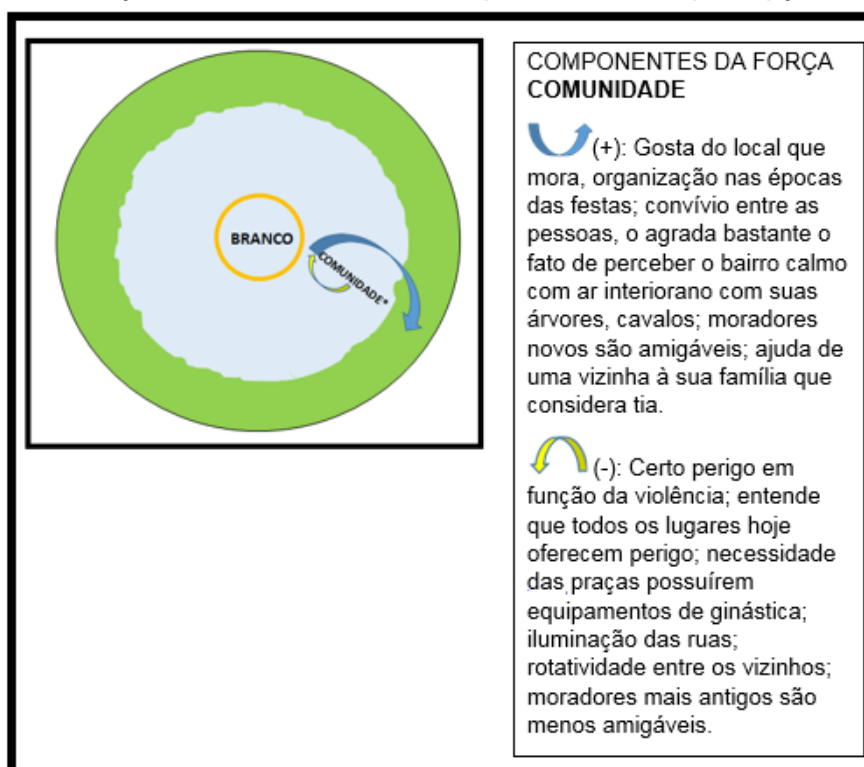 BRANCO
COMUNIDADE*
COMPONENTES DA FORÇA
COMUNIDADE
(+): Gosta do local que
mora, organização nas épocas
das festas; convívio entre as
pessoas, o agrada bastante o
fato de perceber o bairro calmo
com ar interiorano com suas
árvores, cavalos; moradores
novos são amigáveis; ajuda de
uma vizinha à sua família que
considera tia.
(-): Certo perigo em
função da violência; entende
que todos os lugares hoje
oferecem perigo; necessidade
das praças possuírem
equipamentos de ginástica;
iluminação das ruas;
rotatividade entre os vizinhos;
moradores mais antigos são
menos amigáveis.